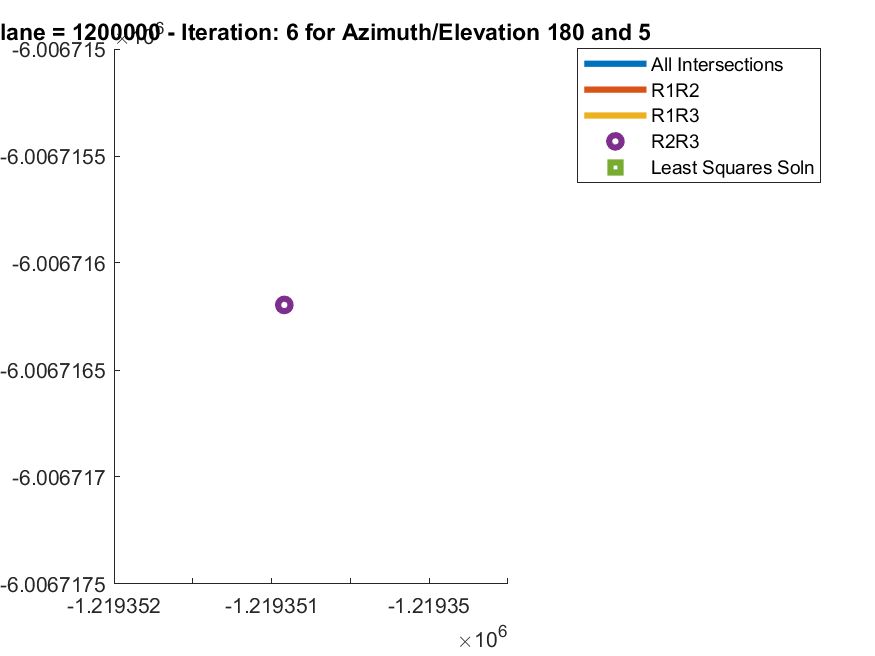 lane = 1200000 - Iteration: 6 for Azimuth/Elevation 180 and 5
×10^6
-6.006715
-6.0067155
-6.006716
-6.0067165
-6.006717
-6.0067175
-1.219352
-1.219351
-1.21935
×10^6
All Intersections
R1R2
R1R3
R2R3
Least Squares Soln